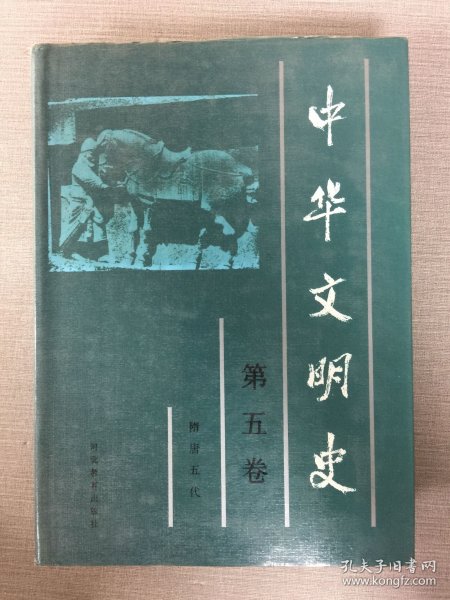 中华文明史
第五卷
隋唐五代
河北教育出版社
孔夫子旧书网
www.kongfz.com